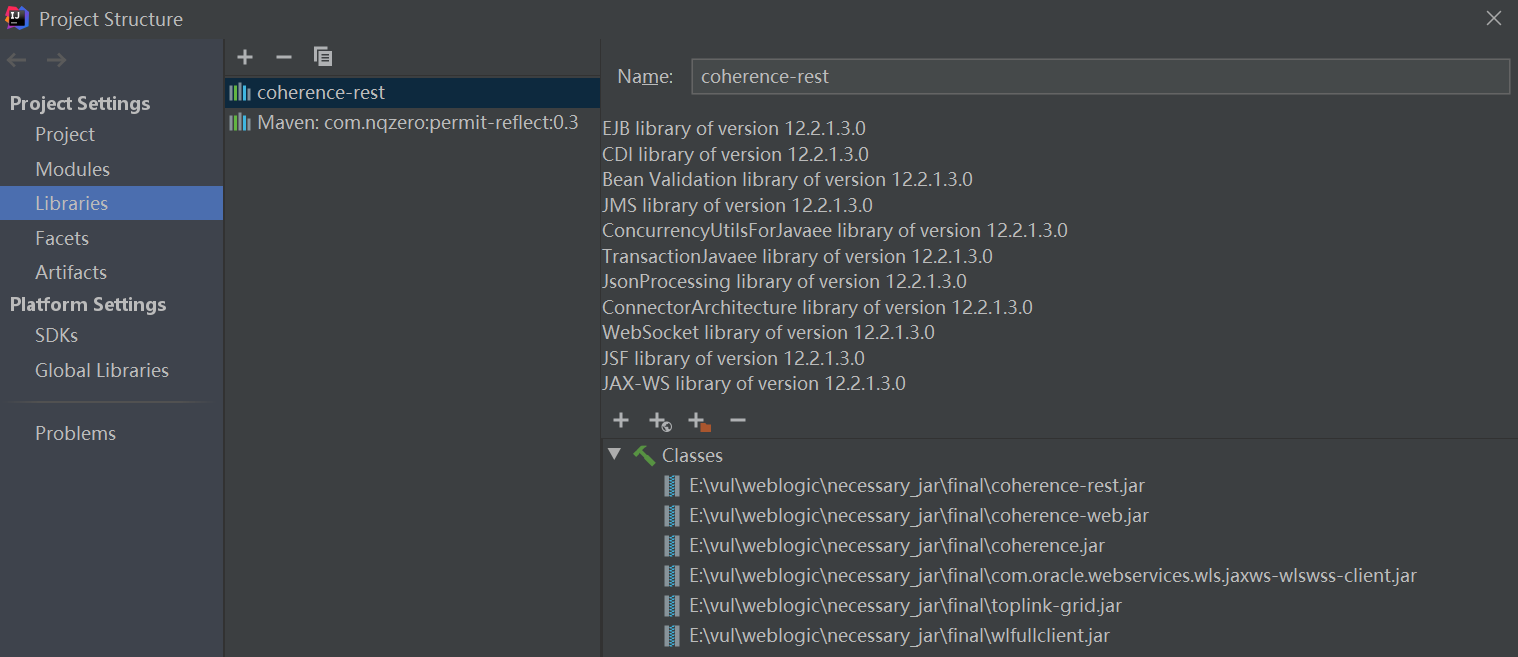 Project Structure
Project Settings
Project
Modules
Libraries
Facets
Artifacts
Platform Settings
SDKs
Global Libraries
Problems
coherence-rest
Maven: com.nqzero:permit-reflect:0.3
Name: coherence-rest
EJB library of version 12.2.1.3.0
CDI library of version 12.2.1.3.0
Bean Validation library of version 12.2.1.3.0
JMS library of version 12.2.1.3.0
ConcurrencyUtilsForJavaee library of version 12.2.1.3.0
TransactionJavaee library of version 12.2.1.3.0
JsonProcessing library of version 12.2.1.3.0
ConnectorArchitecture library of version 12.2.1.3.0
WebSocket library of version 12.2.1.3.0
JSF library of version 12.2.1.3.0
JAX-WS library of version 12.2.1.3.0
Classes
E:\vul\weblogic\necessary_jar\final\coherence-rest.jar
E:\vul\weblogic\necessary_jar\final\coherence-web.jar
E:\vul\weblogic\necessary_jar\final\coherence.jar
E:\vul\weblogic\necessary_jar\final\com.oracle.webservices.wls.jaxws-wlswss-client.jar
E:\vul\weblogic\necessary_jar\final\toplink-grid.jar
E:\vul\weblogic\necessary_jar\final\wlfullclient.jar